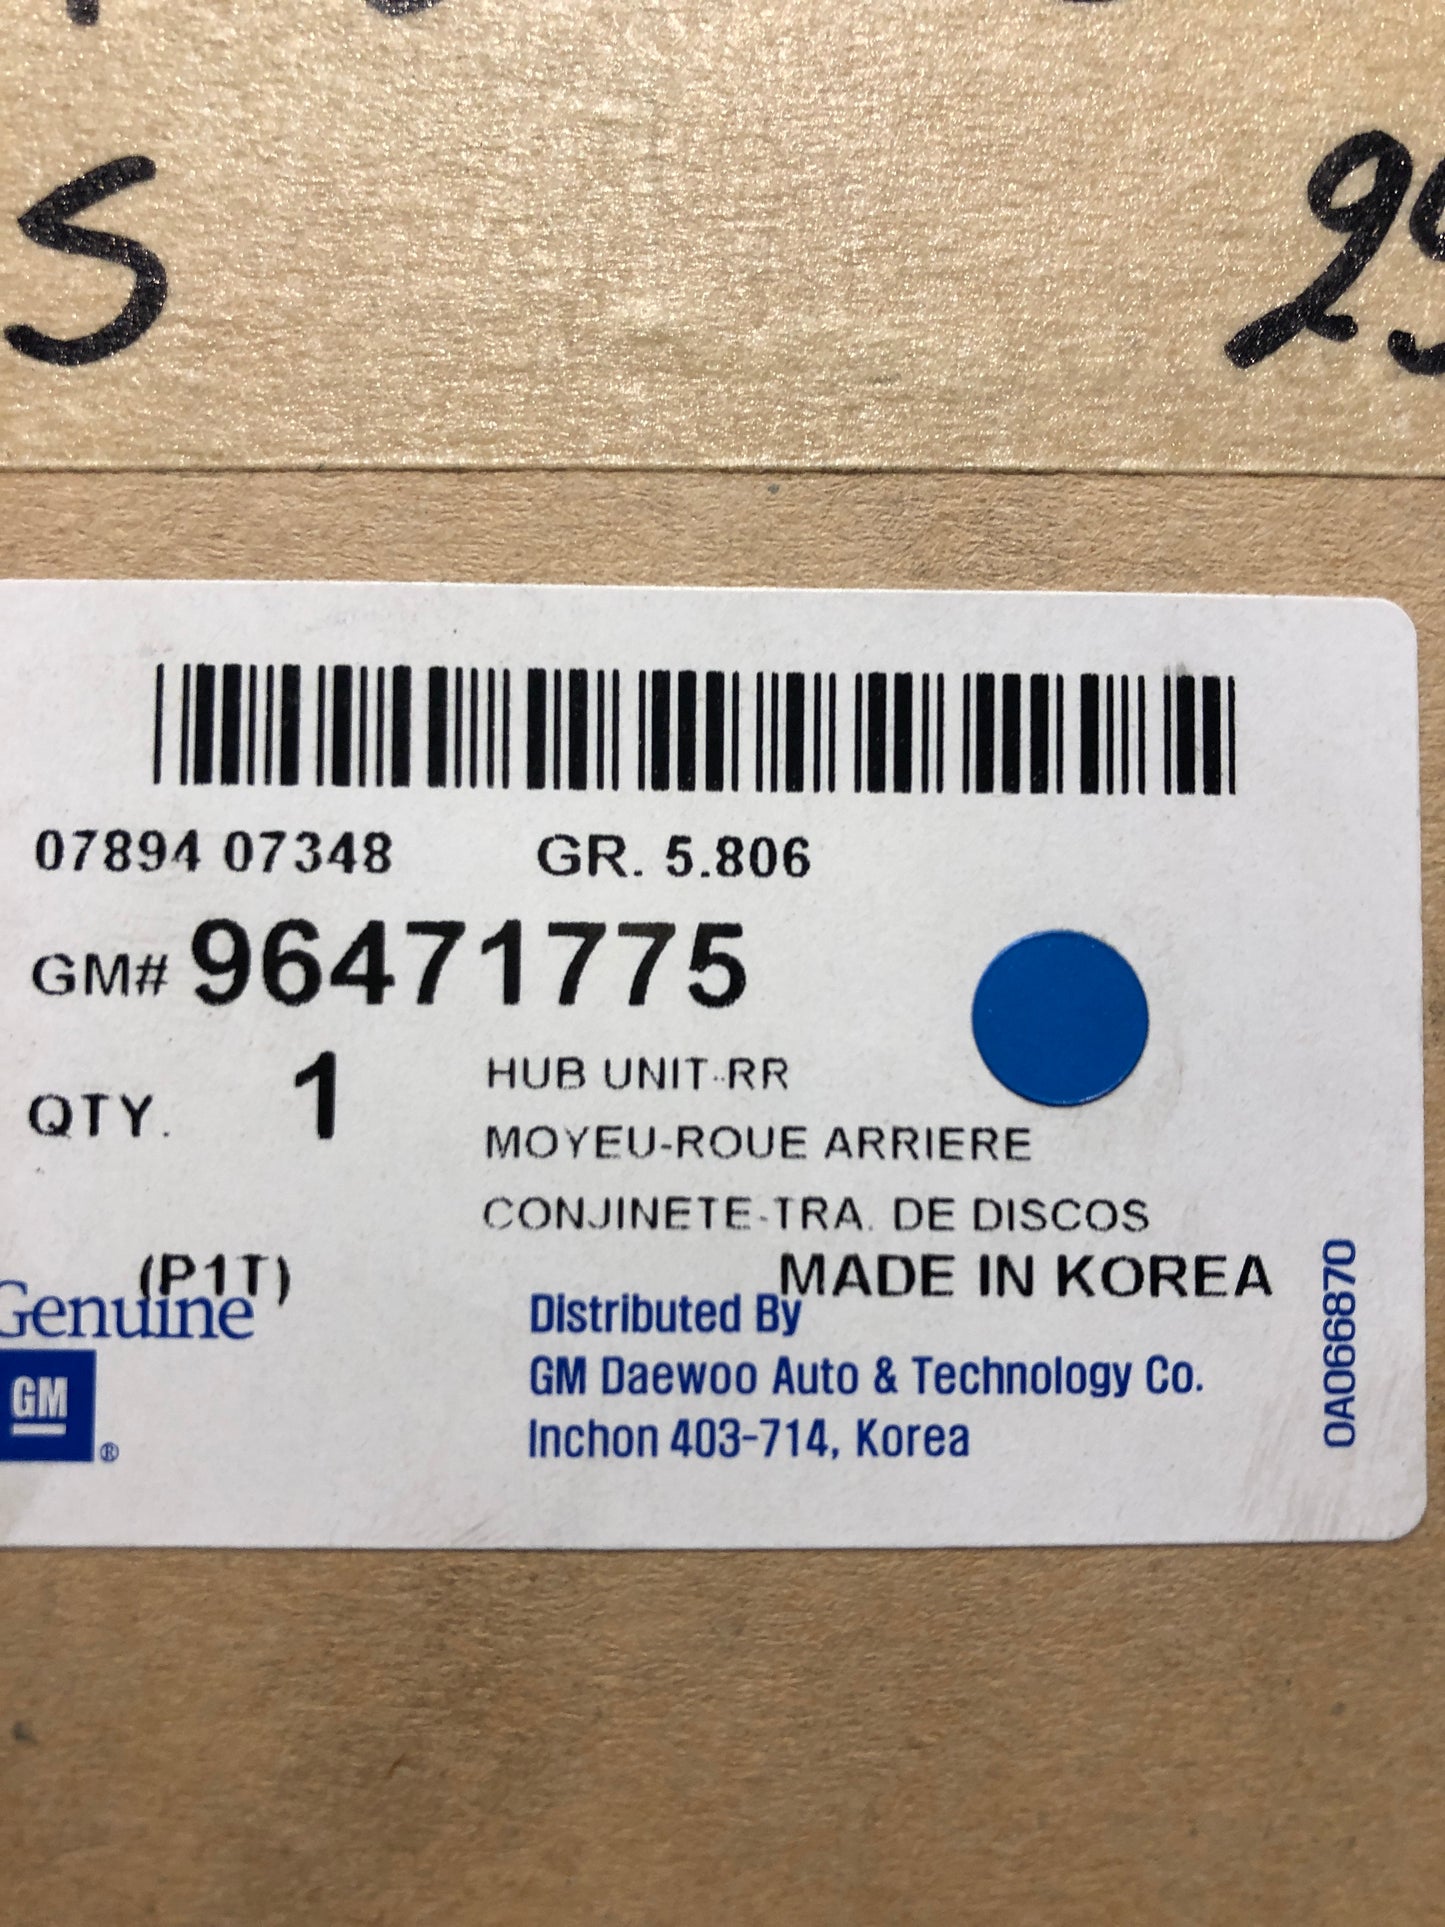 S
29
07894 07348 GR. 5.806
GM# 96471775
QTY. 1
HUB UNIT-RR
MOYEU-ROUE ARRIERE
CONJINETE-TRA. DE DISCOS
(P1T)
MADE IN KOREA
Genuine
GM ®
Distributed By
GM Daewoo Auto & Technology Co.
Inchon 403-714, Korea
0A066870